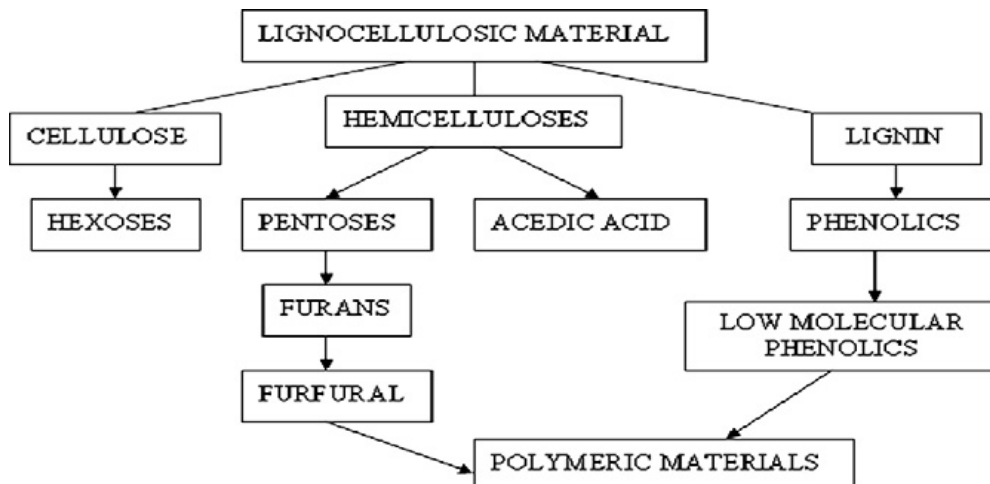 LIGNOCELLULOSIC MATERIAL
CELLULOSE
HEMICELLULOSES
LIGNIN
HEXOSES
PENTOSES
ACEDIC ACID
PHENOLICS
FURANS
LOW MOLECULAR
PHENOLICS
FURFURAL
POLYMERIC MATERIALS